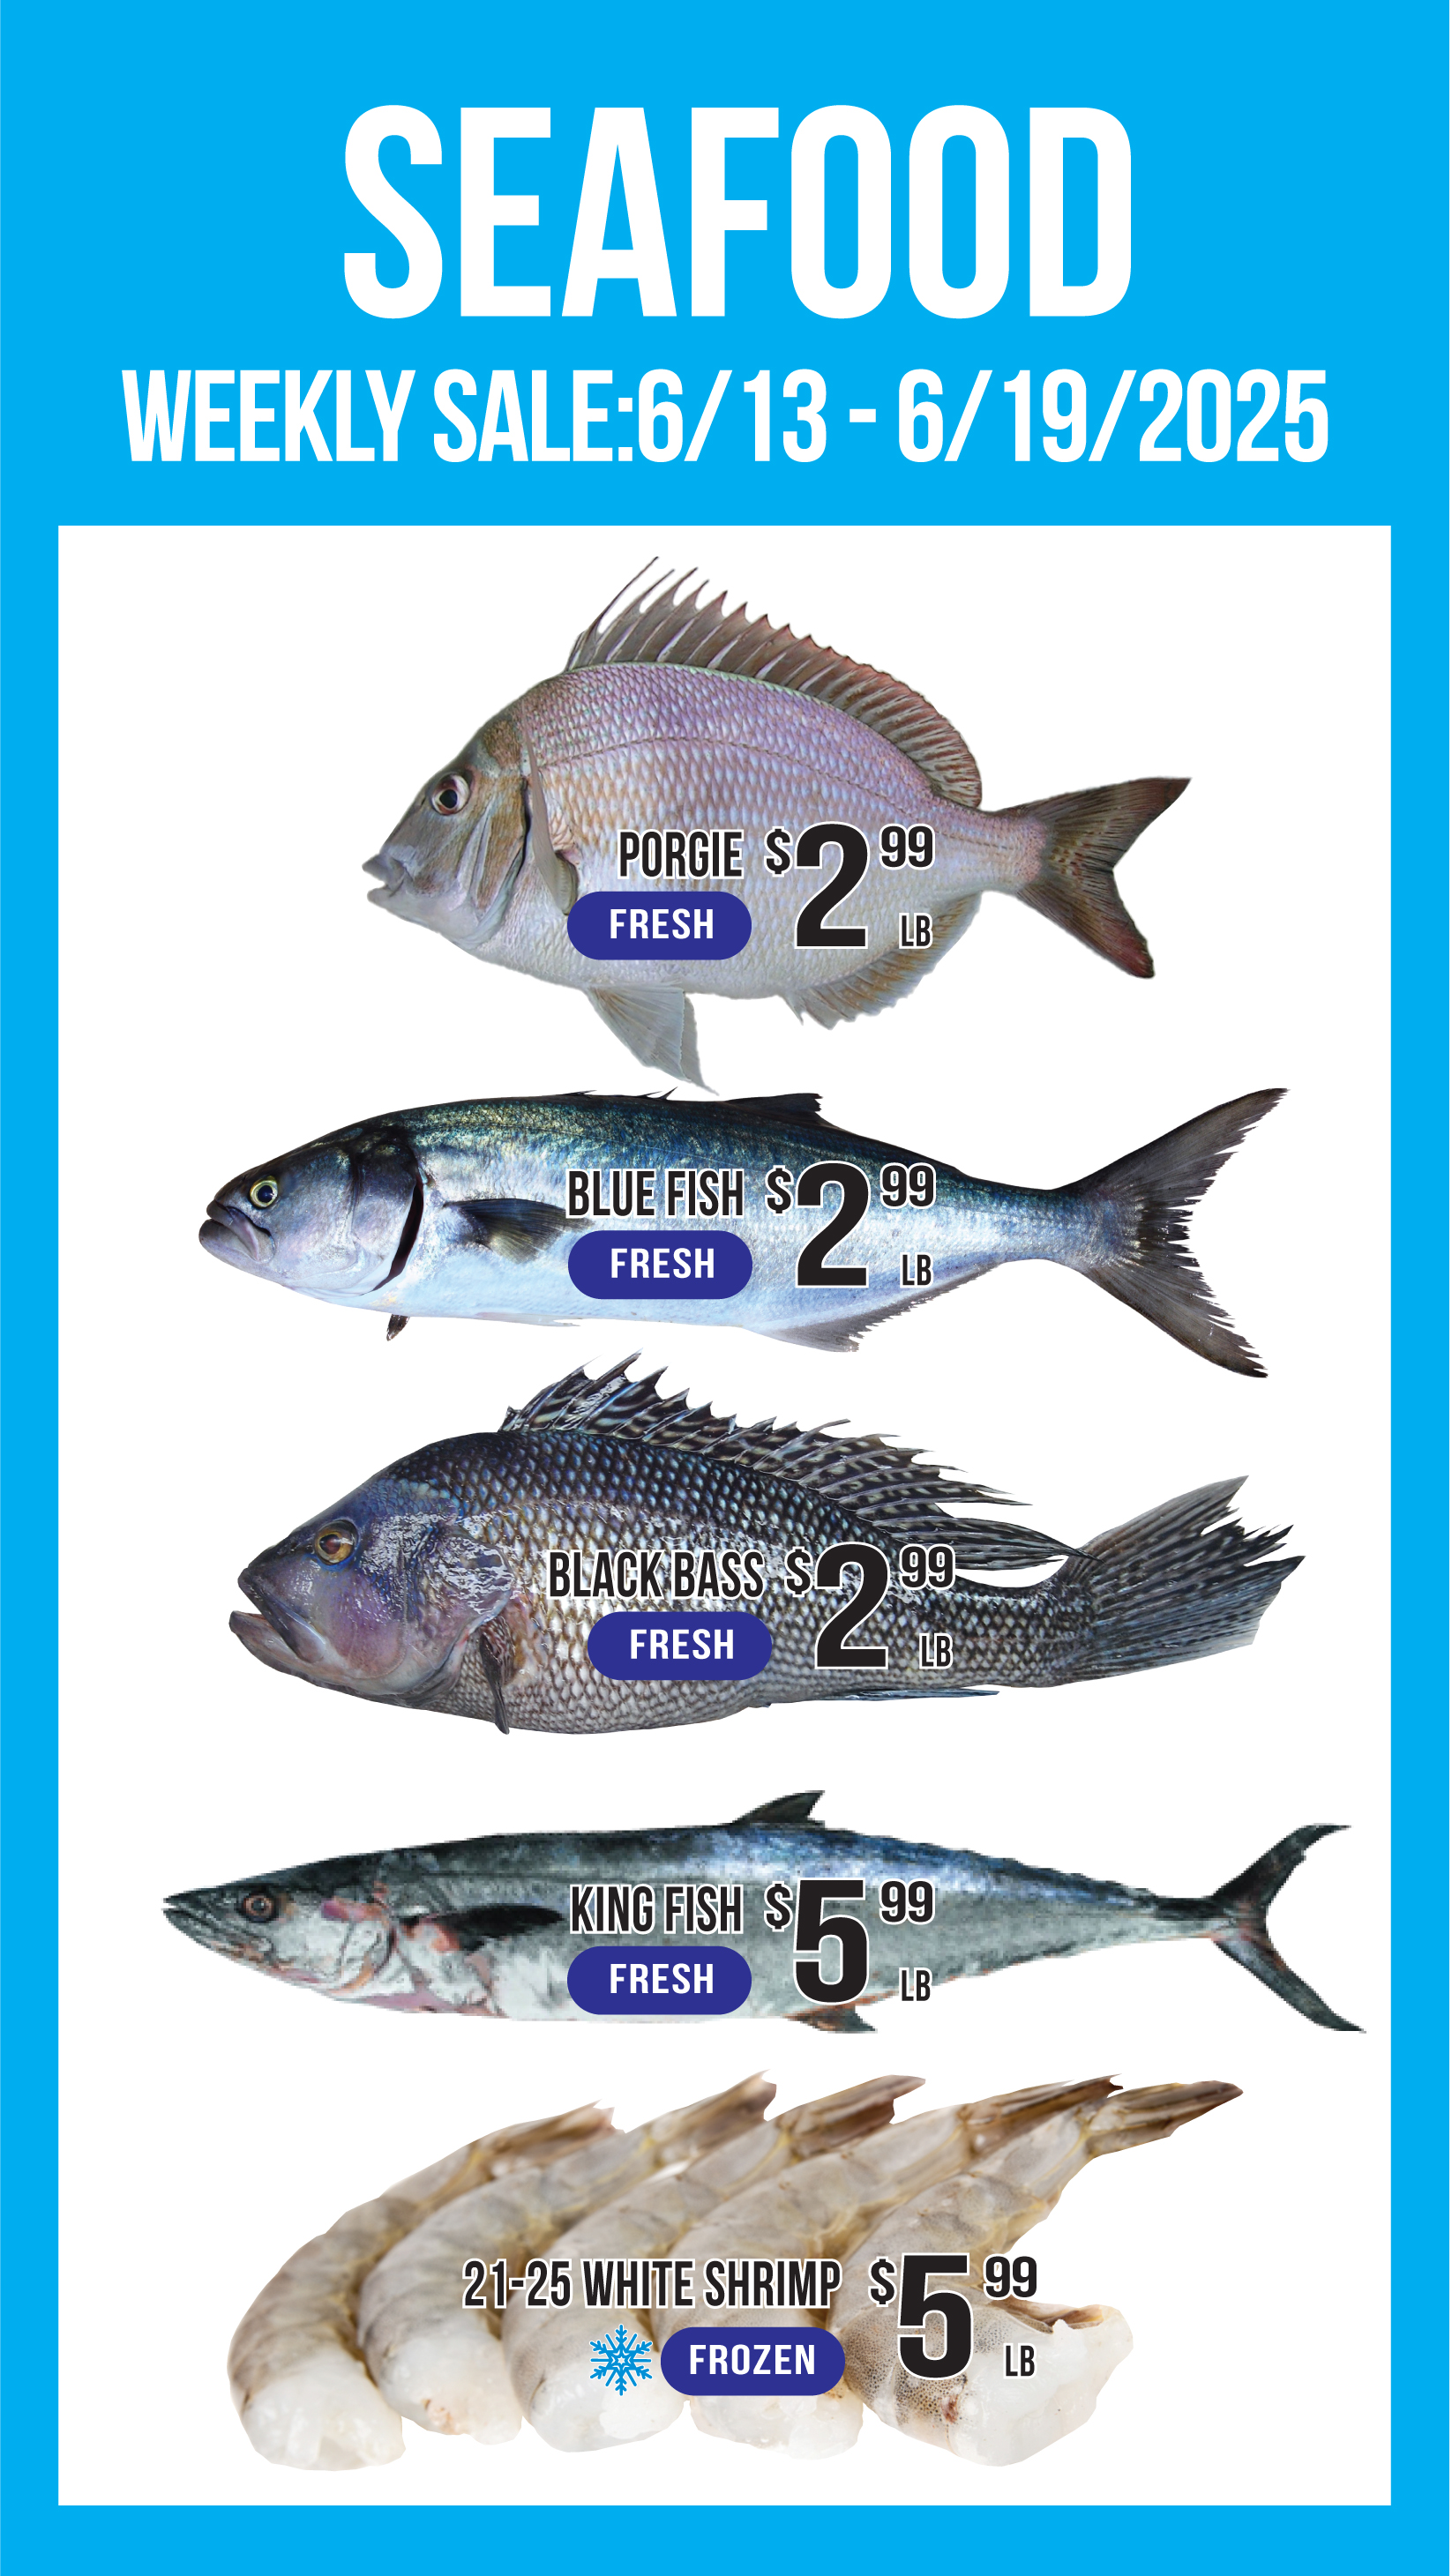 SEAFOOD
WEEKLY SALE:6/13 - 6/19/2025
PORGIE $2 99
FRESH LB
BLUE FISH $2 99
FRESH LB
BLACK BASS $2 99
FRESH LB
KING FISH $5 99
FRESH LB
21-25 WHITE SHRIMP $5 99
FROZEN LB